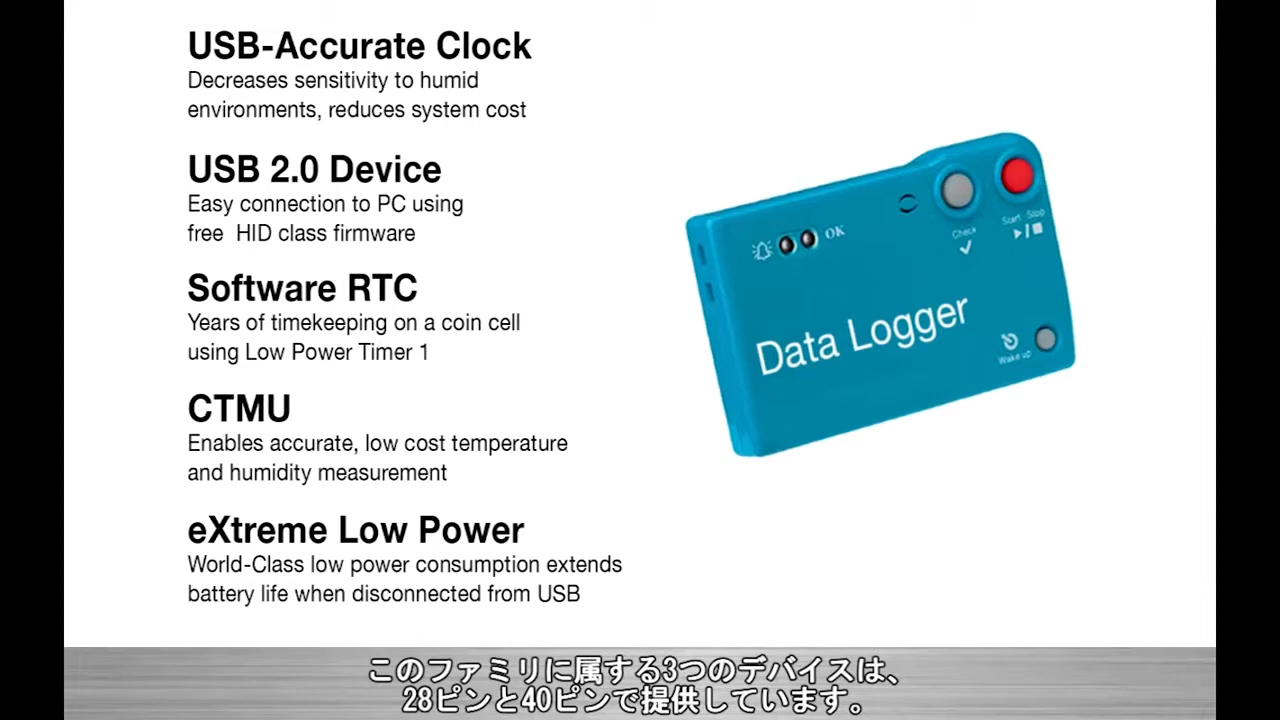 USB-Accurate Clock
Decreases sensitivity to humid
environments, reduces system cost
USB 2.0 Device
Easy connection to PC using
free HID class firmware
Software RTC
Years of timekeeping on a coin cell
using Low Power Timer 1
CTMU
Enables accurate, low cost temperature
and humidity measurement
eXtreme Low Power
World-Class low power consumption extends
battery life when disconnected from USB
OK
Check
Start Stop
Data Logger
Wake up
このファミリに属する3つのデバイスは、
28ピンと40ピンで提供しています。